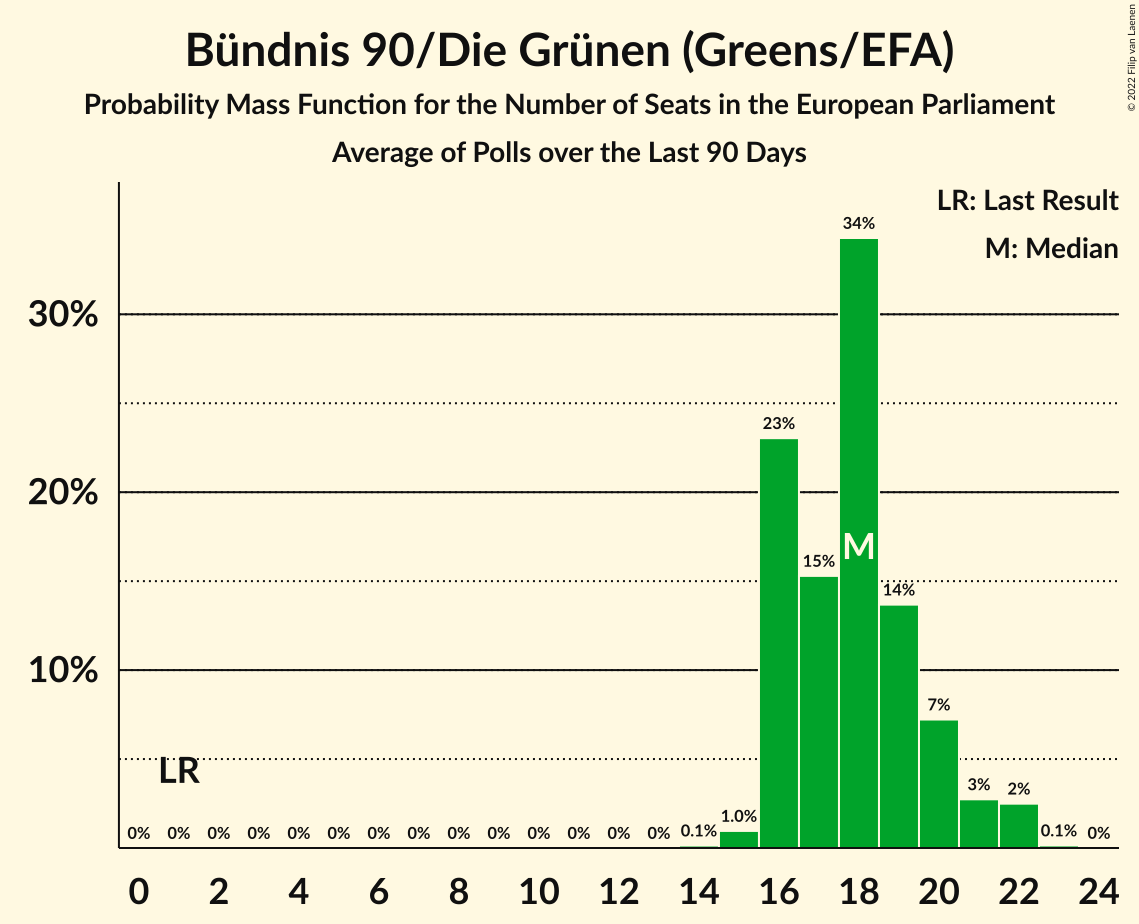 Bündnis 90/Die Grünen (Greens/EFA)
Probability Mass Function for the Number of Seats in the European Parliament
Average of Polls over the Last 90 Days
© 2022 Filip van Laenen
LR: Last Result
M: Median
34%
30%
23%
20%
M
15%
14%
10%
7%
LR
3%
2%
1.0%
0% 0% 0% 0% 0% 0% 0% 0% 0% 0% 0% 0% 0% 0% 0.1% 0.1% 0%
0 2 4 6 8 10 12 14 16 18 20 22 24